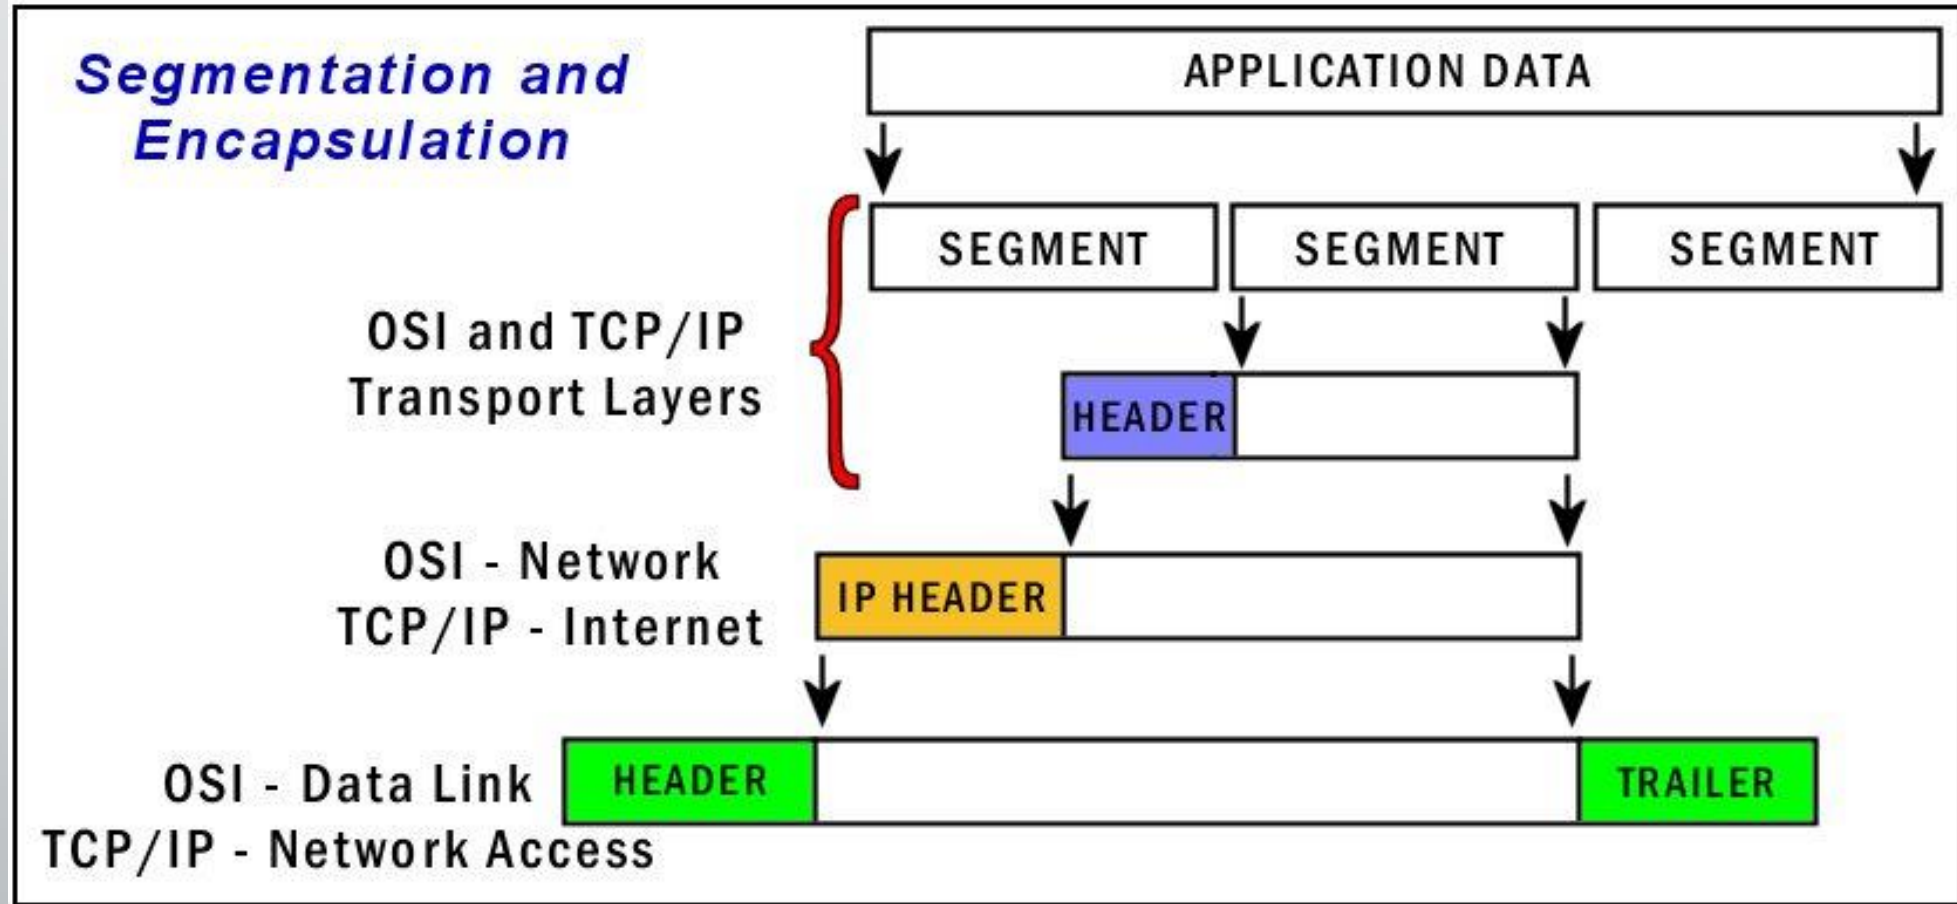 Segmentation and
Encapsulation
APPLICATION DATA
SEGMENT SEGMENT SEGMENT
OSI and TCP/IP
Transport Layers
HEADER
OSI - Network
TCP/IP - Internet
IP HEADER
OSI - Data Link
TCP/IP - Network Access
HEADER
TRAILER